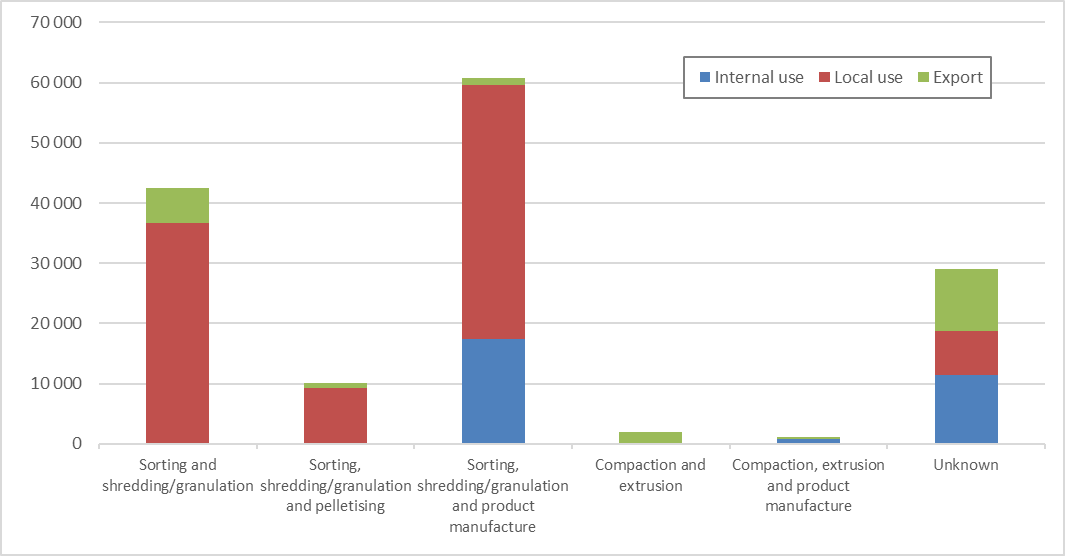 70 000
60 000
50 000
40 000
30 000
20 000
10 000
0
Internal use
Local use
Export
Sorting and
shredding/granulation
Sorting,
shredding/granulation
and pelletising
Sorting,
shredding/granulation
and product
manufacture
Compaction and
extrusion
Compaction, extrusion
and product
manufacture
Unknown